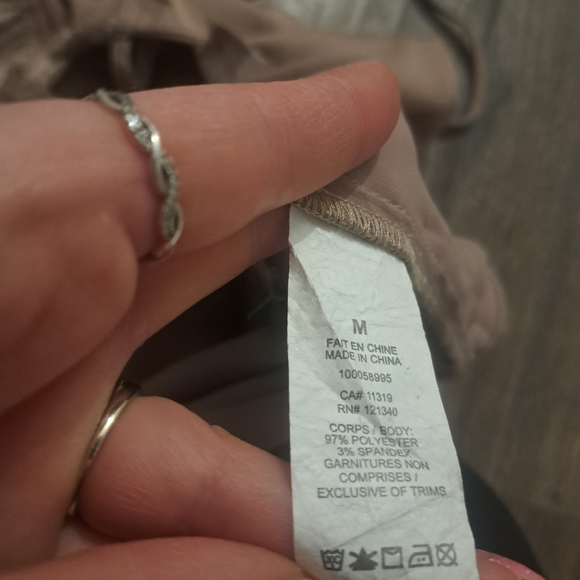 M
FAIT EN CHINE
MADE IN CHINA
100058995
CA# 11319
RN# 121340
CORPS / BODY:
97% POLYESTER
3% SPANDEX
GARNITURES NON
COMPRISES /
EXCLUSIVE OF TRIMS